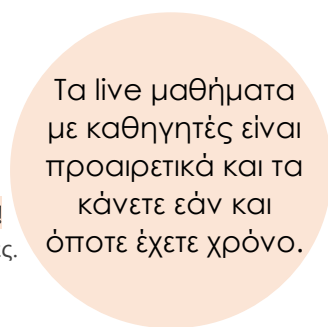 Τα live μαθήματα
με καθηγητές είναι
προαιρετικά και τα
κάνετε εάν και
όποτε έχετε χρόνο.